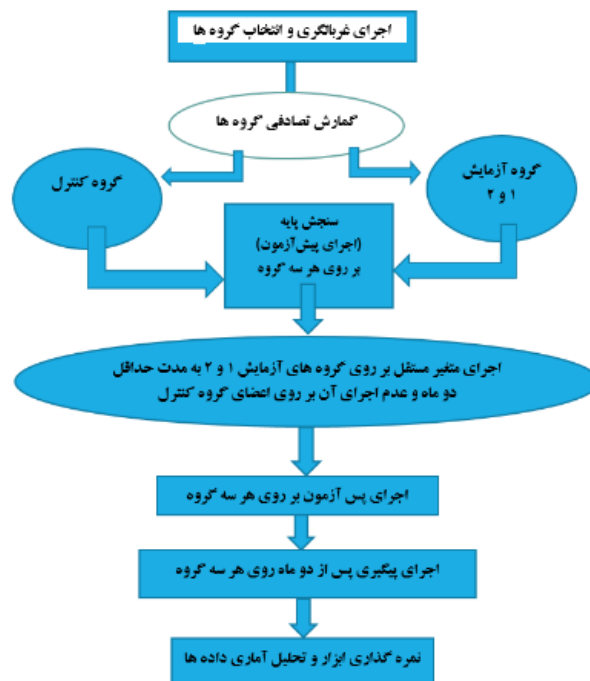 اجرای غربالگری و انتخاب گروه ها
گمارش تصادفی گروه ها
گروه آزمایش
۱ و ۲
گروه کنترل
سنجش پایه
(اجرای پیش‌آزمون)
بر روی هر سه گروه
اجرای متغیر مستقل بر روی گروه های آزمایش ۱ و ۲ به مدت حداقل
دو ماه و عدم اجرای آن بر روی اعضای گروه کنترل
اجرای پس آزمون بر روی هر سه گروه
اجرای پیگیری پس از دو ماه روی هر سه گروه
نمره گذاری ابزار و تحلیل آماری داده ها